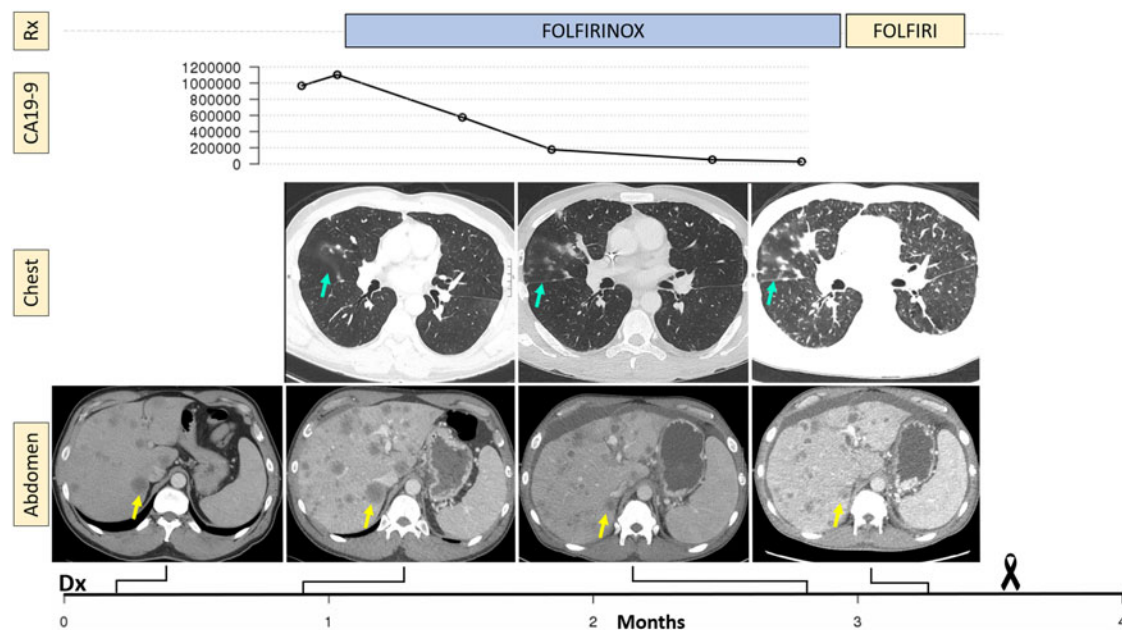 Rx
FOLFIRINOX
FOLFIRI
CA19-9
1200000
1000000
800000
600000
400000
200000
0
Chest
Abdomen
Dx
0
1
2
3
4
Months